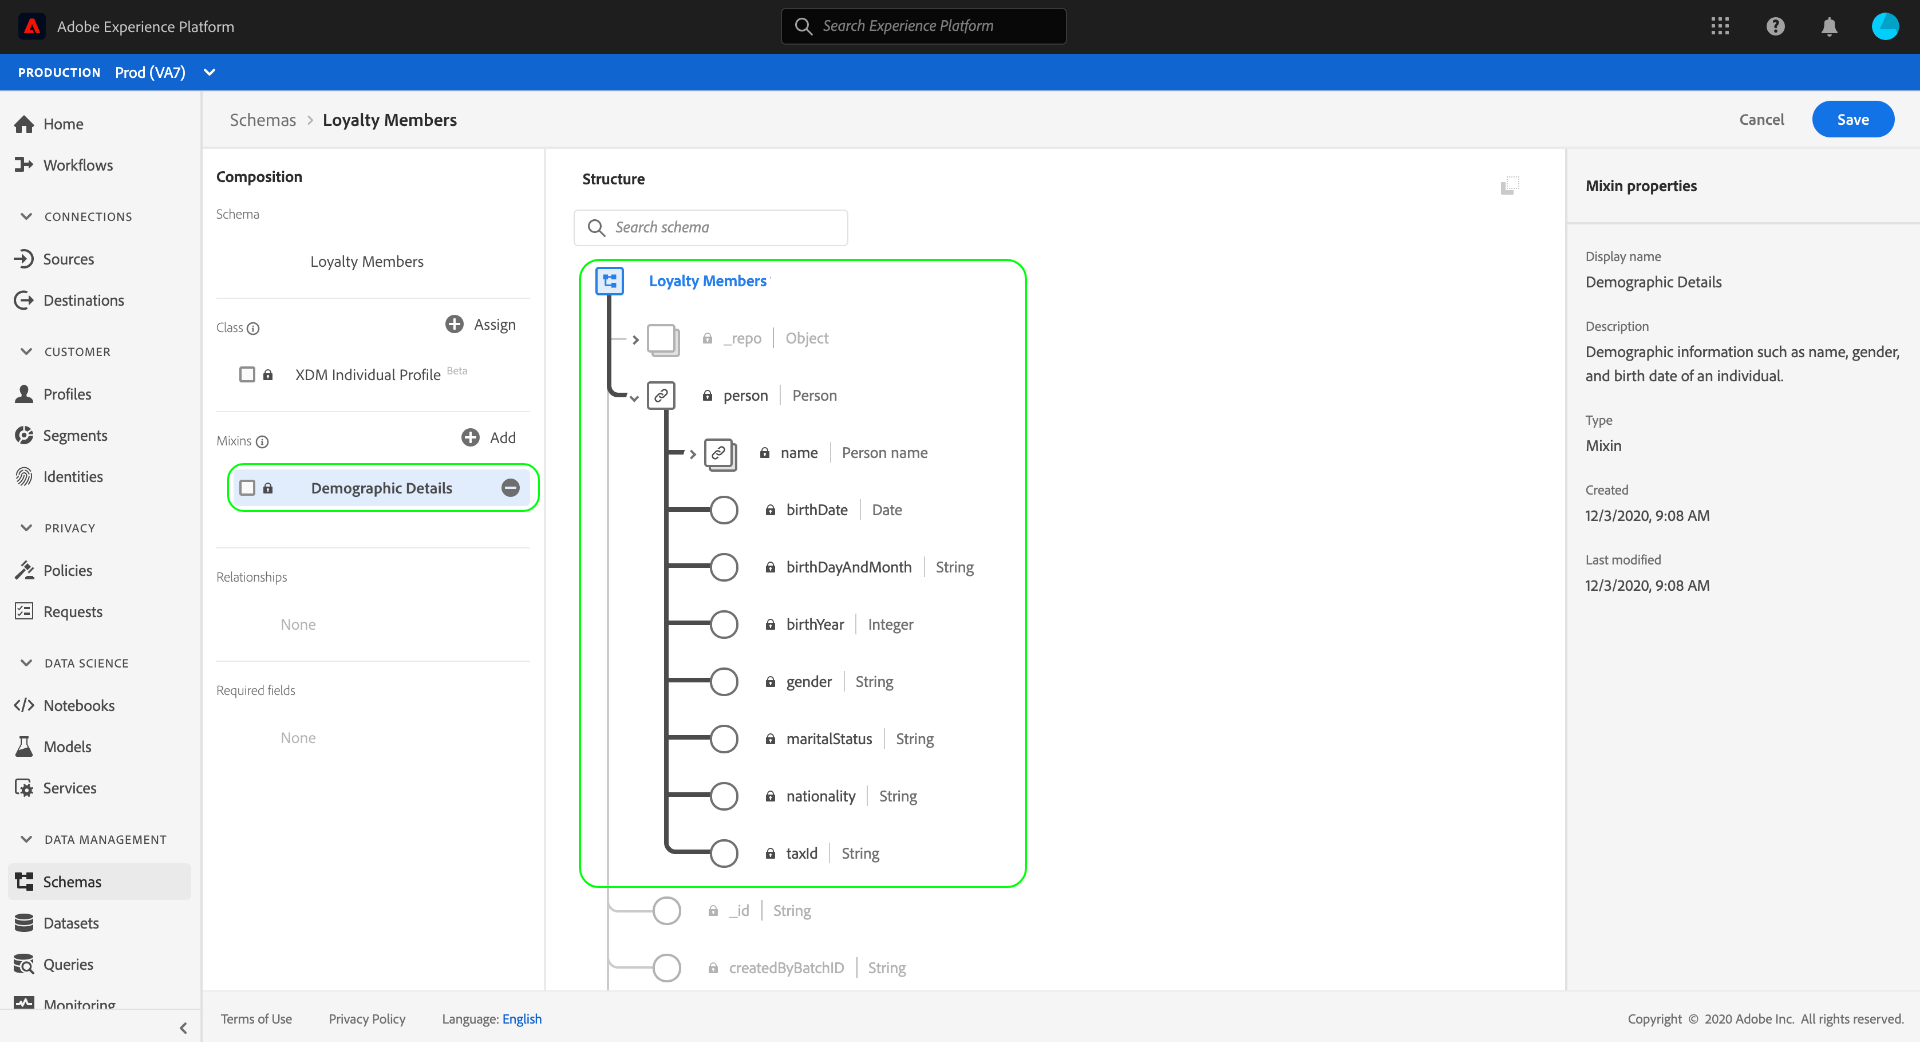 Adobe Experience Platform
Search Experience Platform
PRODUCTION Prod (VA7)
Home
Workflows
CONNECTIONS
Sources
Destinations
CUSTOMER
Profiles
Segments
Identities
PRIVACY
Policies
Requests
DATA SCIENCE
Notebooks
Models
Services
DATA MANAGEMENT
Schemas
Datasets
Queries
Monitoring
Schemas > Loyalty Members
Cancel
Save
Composition
Schema
Loyalty Members
Class
Assign
XDM Individual Profile Beta
Mixins
Add
Demographic Details
Relationships
None
Required fields
None
Structure
Search schema
Loyalty Members
_repo | Object
person | Person
name | Person name
birthDate | Date
birthDayAndMonth | String
birthYear | Integer
gender | String
maritalStatus | String
nationality | String
taxId | String
_id | String
createdByBatchID | String
Mixin properties
Display name
Demographic Details
Description
Demographic information such as name, gender,
and birth date of an individual.
Type
Mixin
Created
12/3/2020, 9:08 AM
Last modified
12/3/2020, 9:08 AM
Terms of Use
Privacy Policy
Language: English
Copyright © 2020 Adobe Inc. All rights reserved.